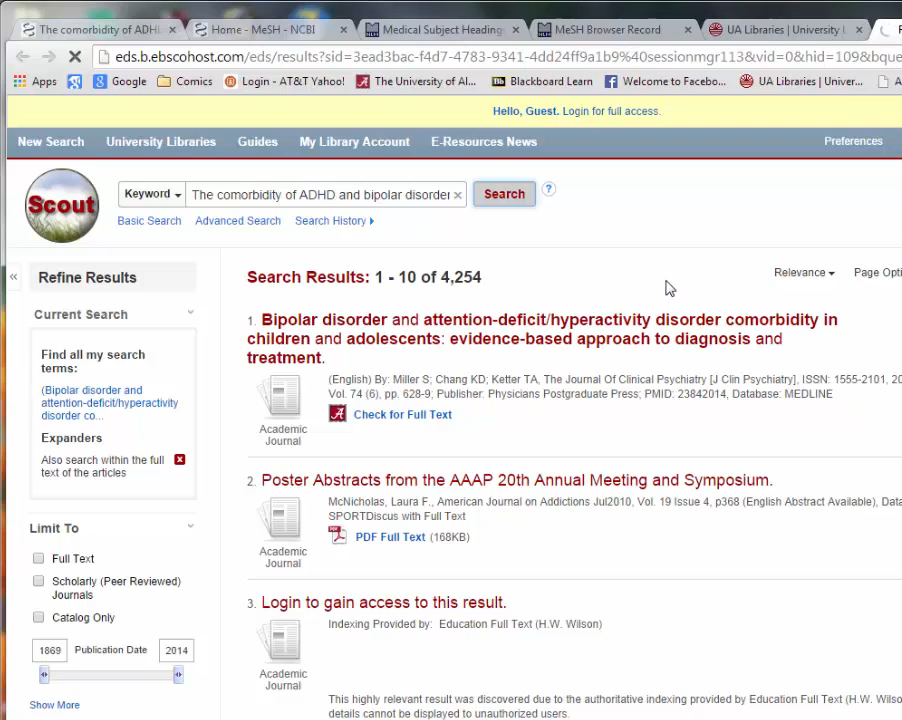 The comorbidity of ADHD
Home - MeSH - NCBI
Medical Subject Heading
MeSH Browser Record
UA Libraries | University
eds.b.ebscohost.com/eds/results?sid=3ead3bac-f4d7-4783-9341-4dd24ff9a1b9%40sessionmgr113&vid=0&hid=109&bque
Apps Google Comics Login - AT&T Yahoo! The University of Al... Blackboard Learn Welcome to Facebo... UA Libraries | Univer...
Hello, Guest. Login for full access.
New Search University Libraries Guides My Library Account E-Resources News Preferences
Scout
Keyword The comorbidity of ADHD and bipolar disorder Search
Basic Search Advanced Search Search History
Refine Results
Current Search
Find all my search
terms:
(Bipolar disorder and
attention-deficit/hyperactivity
disorder co...
Expanders
Also search within the full
text of the articles
Limit To
Full Text
Scholarly (Peer Reviewed)
Journals
Catalog Only
1869 Publication Date 2014
Show More
Search Results: 1 - 10 of 4,254
Relevance Page Opti
1. Bipolar disorder and attention-deficit/hyperactivity disorder comorbidity in
children and adolescents: evidence-based approach to diagnosis and
treatment.
Academic
Journal
(English) By: Miller S; Chang KD; Ketter TA, The Journal Of Clinical Psychiatry [J Clin Psychiatry], ISSN: 1555-2101, 20
Vol. 74 (6), pp. 628-9; Publisher: Physicians Postgraduate Press; PMID: 23842014, Database: MEDLINE
Check for Full Text
2. Poster Abstracts from the AAAP 20th Annual Meeting and Symposium.
Academic
Journal
McNicholas, Laura F., American Journal on Addictions Jul2010, Vol. 19 Issue 4, p368 (English Abstract Available), Data
SPORTDiscus with Full Text
PDF Full Text (168KB)
3. Login to gain access to this result.
Academic
Journal
Indexing Provided by: Education Full Text (H.W. Wilson)
This highly relevant result was discovered due to the authoritative indexing provided by Education Full Text (H.W. Wilso
details cannot be displayed to unauthorized users.